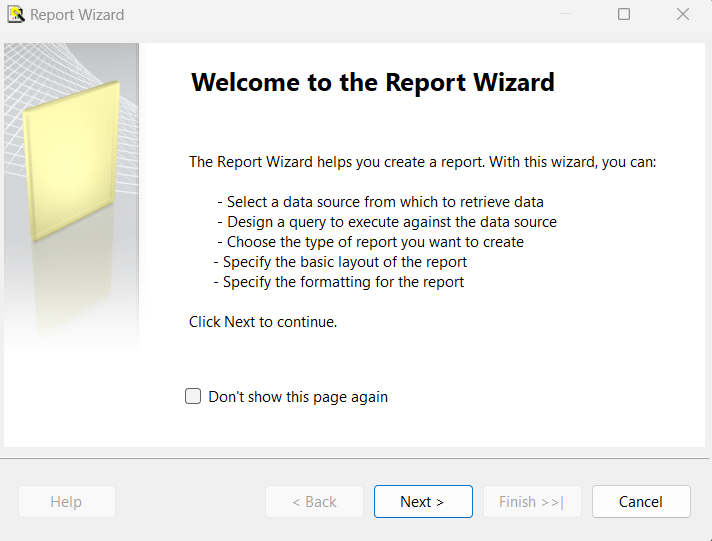 Report Wizard
Welcome to the Report Wizard
The Report Wizard helps you create a report. With this wizard, you can:
- Select a data source from which to retrieve data
- Design a query to execute against the data source
- Choose the type of report you want to create
- Specify the basic layout of the report
- Specify the formatting for the report
Click Next to continue.
Don't show this page again
Help
< Back
Next >
Finish >>|
Cancel